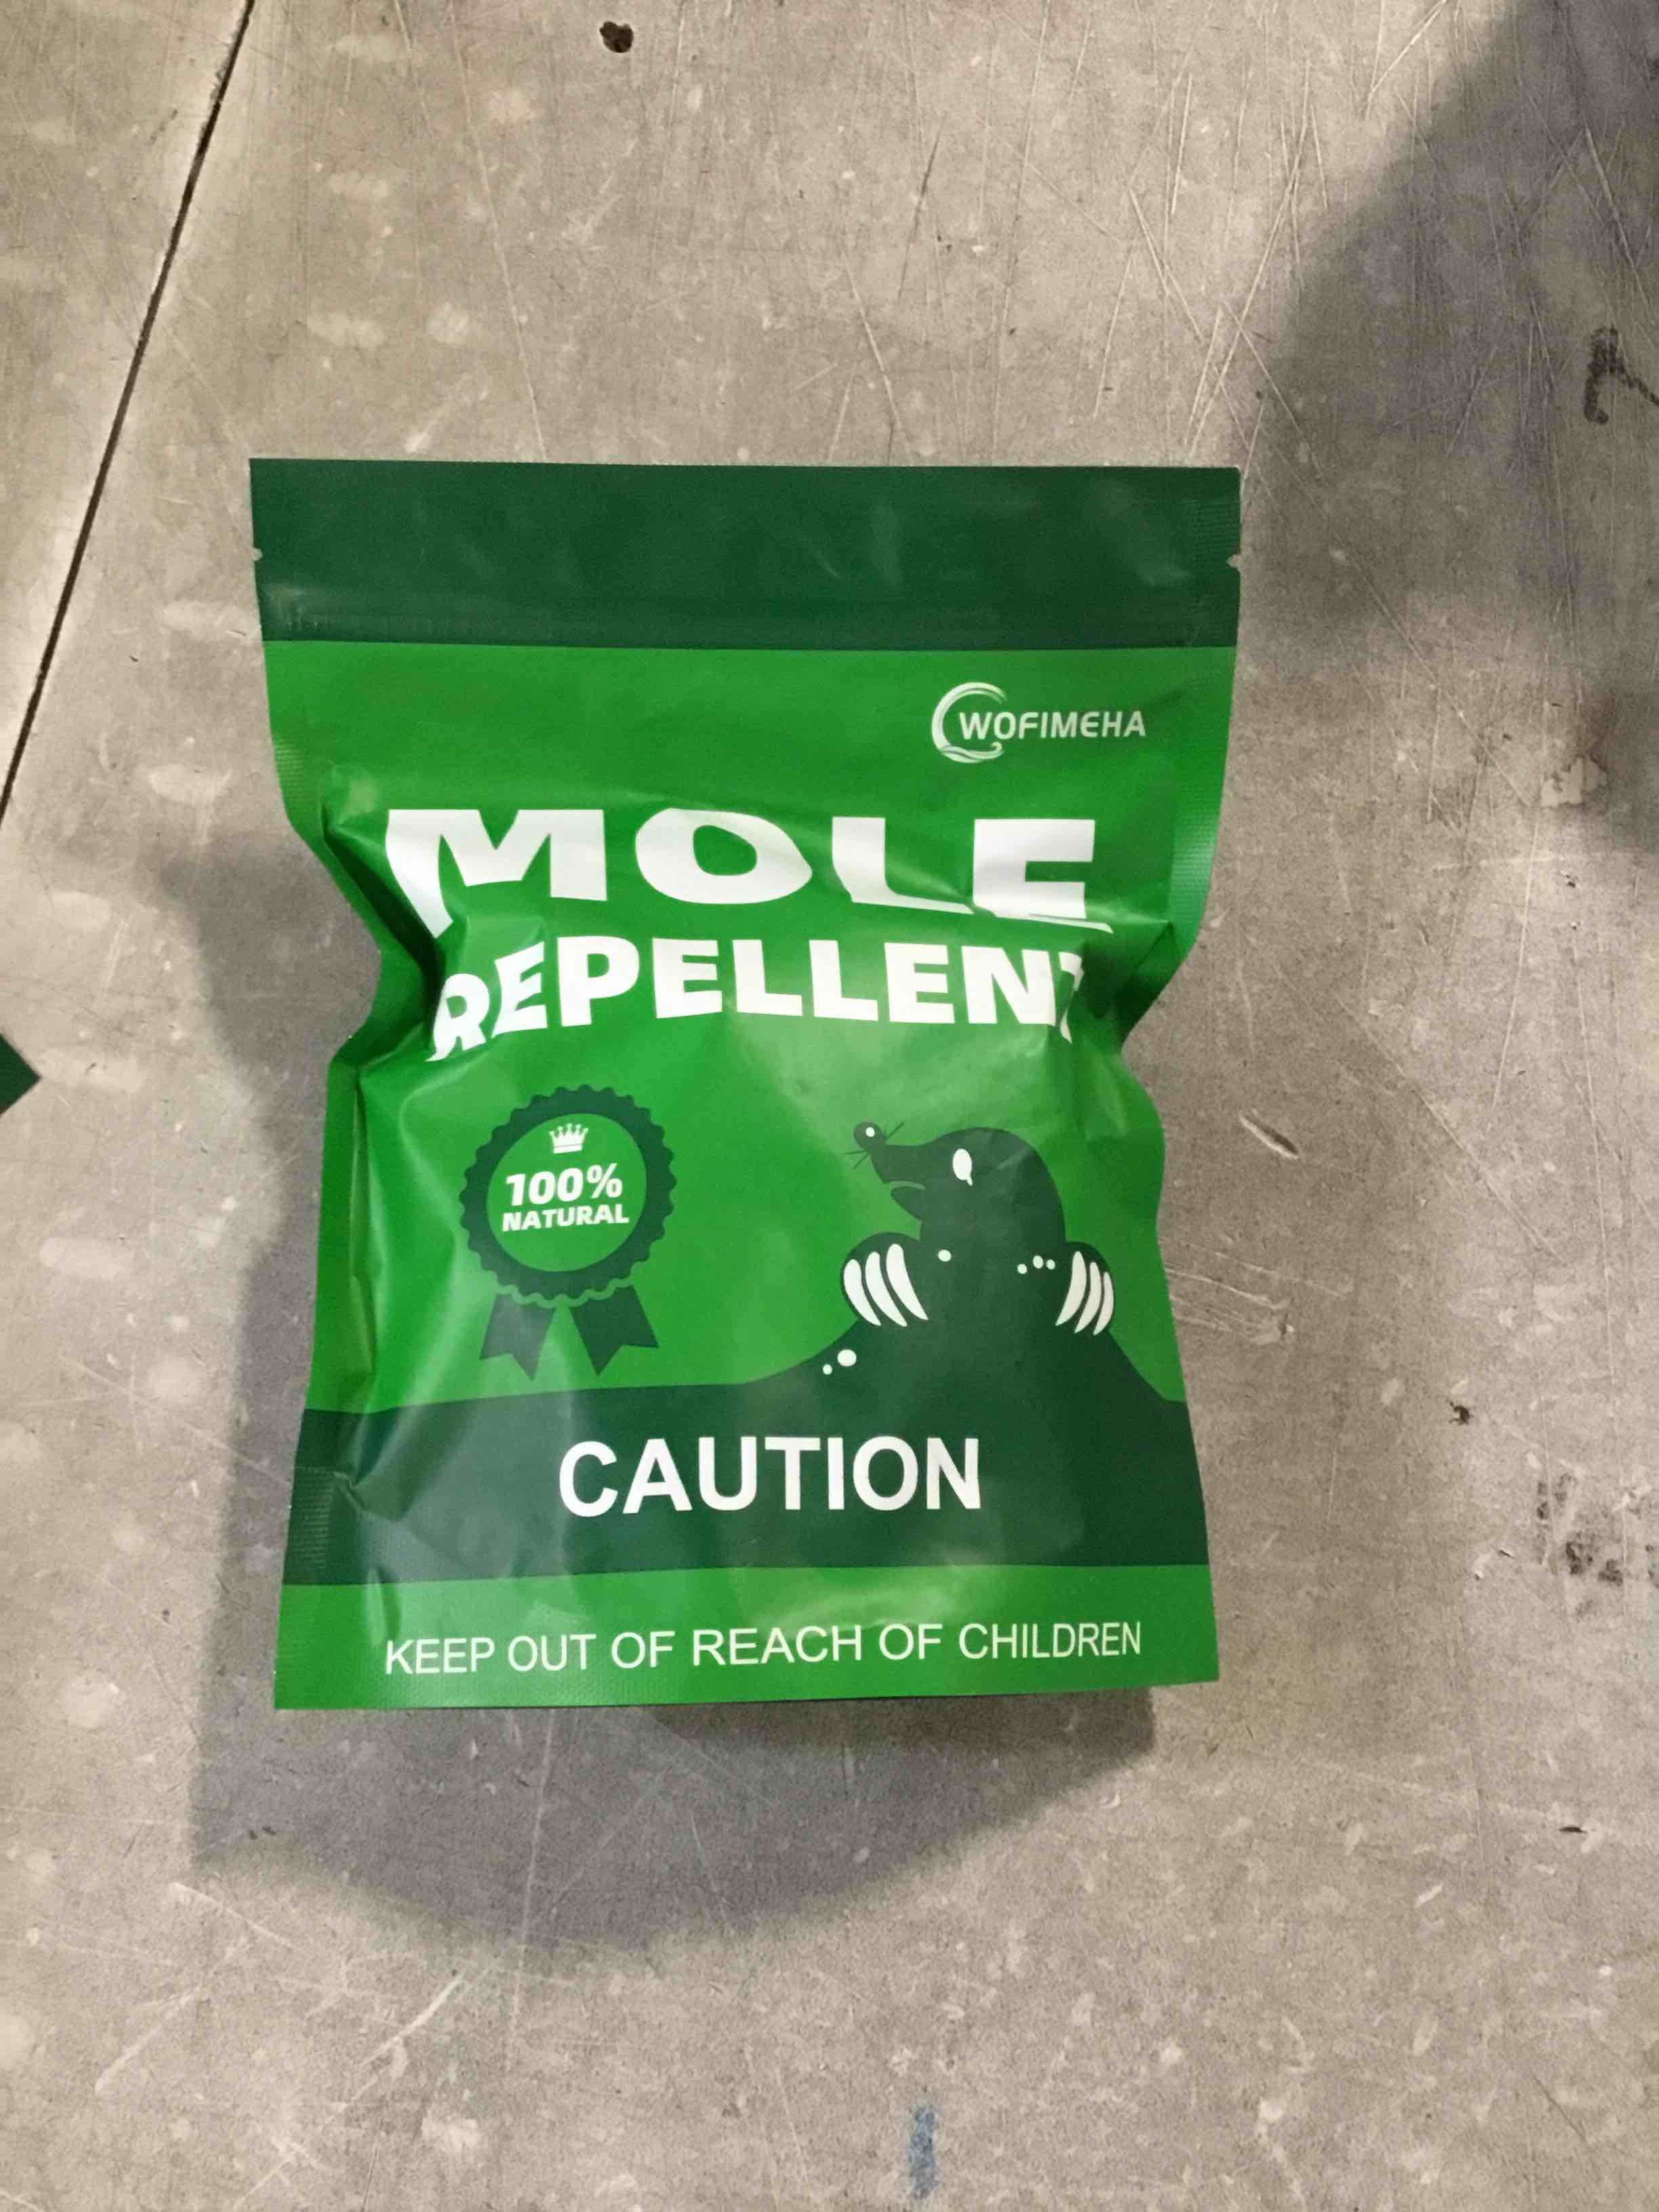 WOFIMEHA
MOLE
REPELLENT
100%
NATURAL
CAUTION
KEEP OUT OF REACH OF CHILDREN